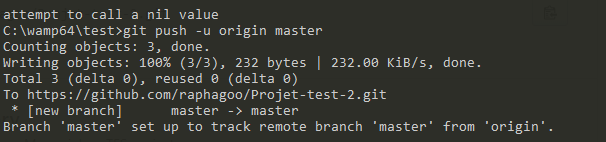 attempt to call a nil value
C:\wamp64\test>git push -u origin master
Counting objects: 3, done.
Writing objects: 100% (3/3), 232 bytes | 232.00 KiB/s, done.
Total 3 (delta 0), reused 0 (delta 0)
To https://github.com/raphagoo/Projet-test-2.git
 * [new branch]      master -> master
Branch 'master' set up to track remote branch 'master' from 'origin'.